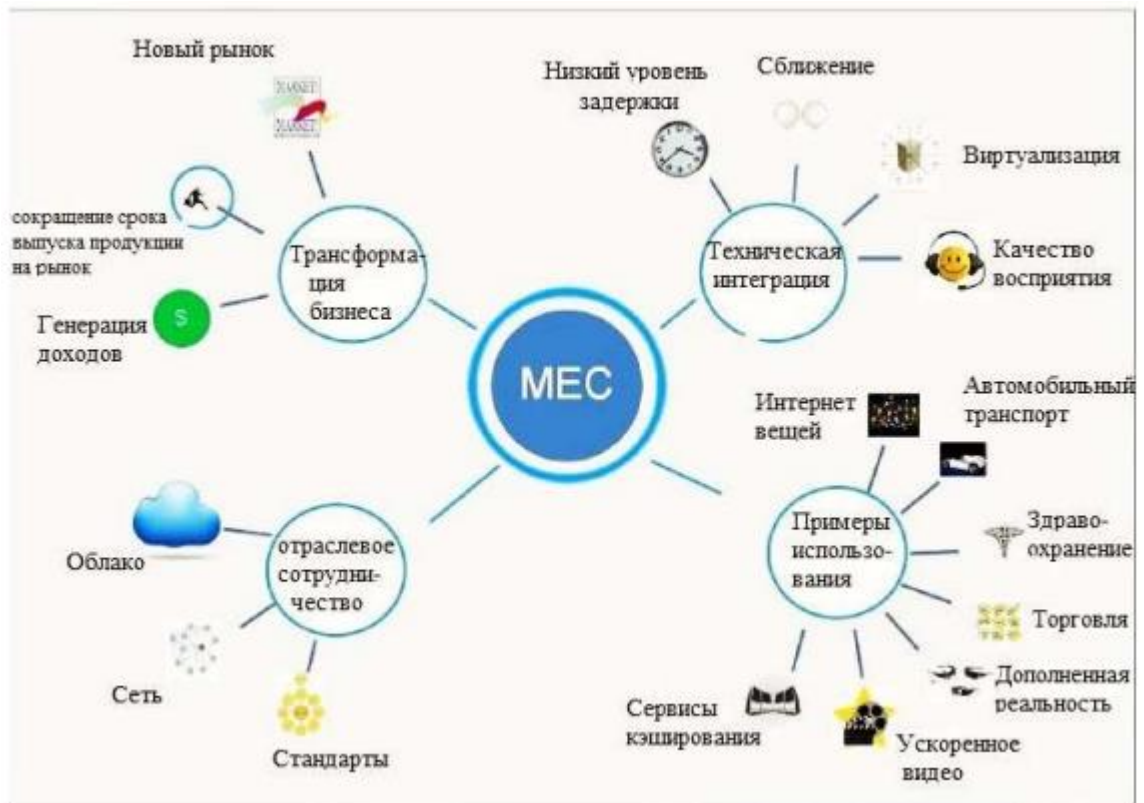 Новый рынок
MARKET
MARKET
сокращение срока
выпуска продукции
на рынок
Генерация
доходов
$
Трансформа-
ция
бизнеса
Низкий уровень
задержки
Сближение
Виртуализация
Качество
восприятия
Техническая
интеграция
MEC
Облако
Сеть
Стандарты
отраслевое
сотрудни-
чество
Интернет
вещей
Автомобильный
транспорт
Здраво-
охранение
Торговля
Дополненная
реальность
Ускоренное
видео
Сервисы
кэширования
Примеры
использо-
вания